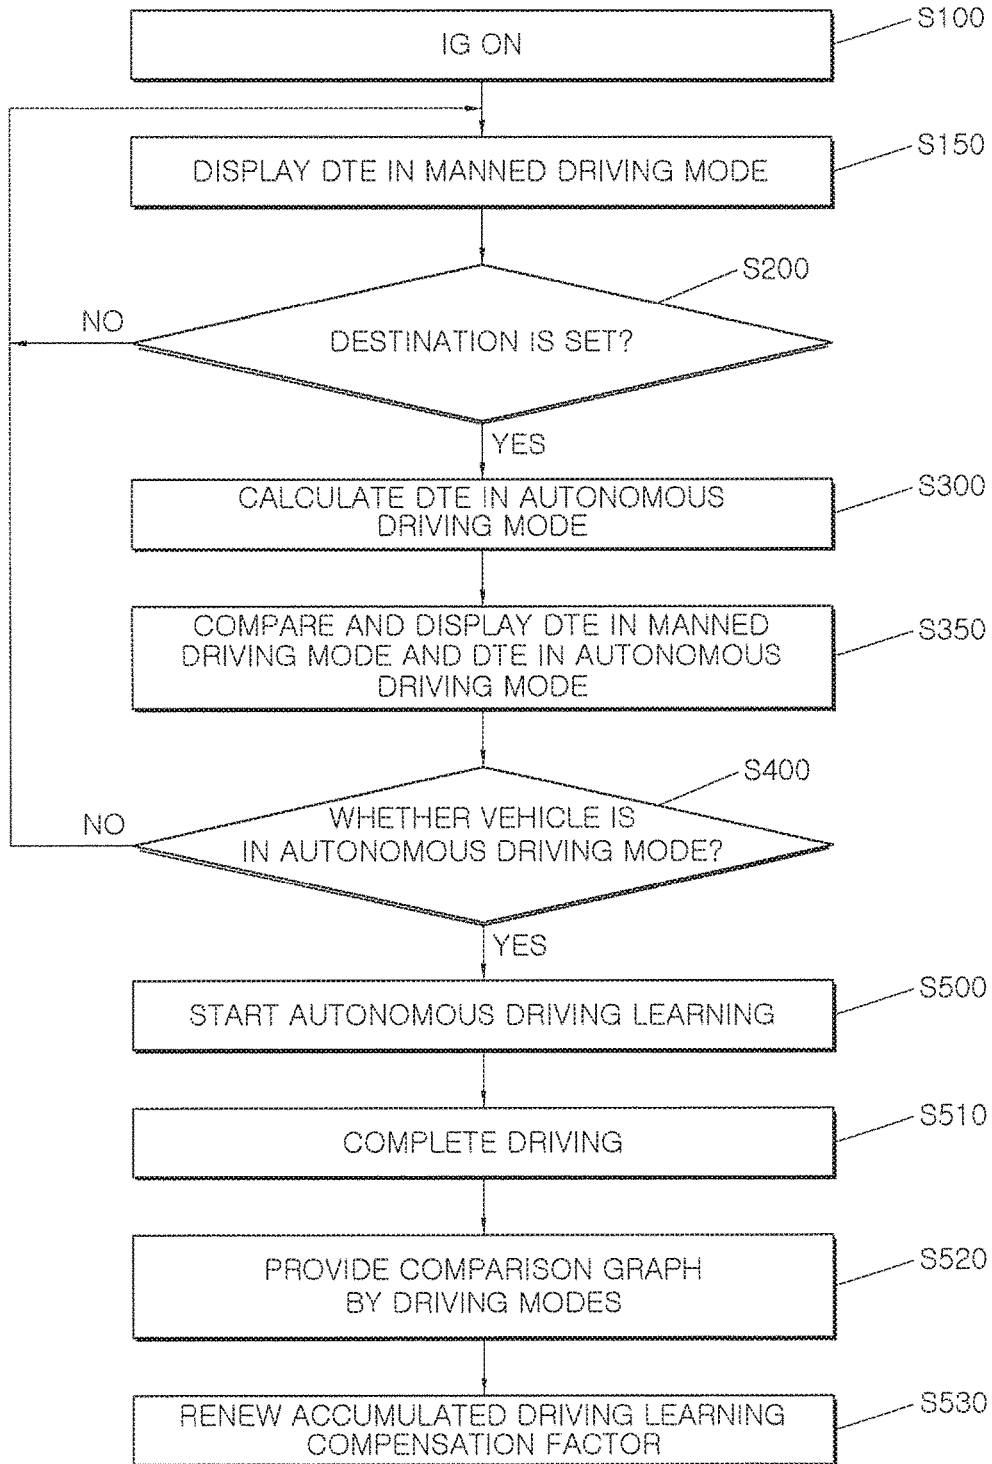 IG ON
S100
DISPLAY DTE IN MANNED DRIVING MODE
S150
DESTINATION IS SET?
S200
NO
YES
CALCULATE DTE IN AUTONOMOUS
DRIVING MODE
S300
COMPARE AND DISPLAY DTE IN MANNED
DRIVING MODE AND DTE IN AUTONOMOUS
DRIVING MODE
S350
WHETHER VEHICLE IS
IN AUTONOMOUS DRIVING MODE?
S400
NO
YES
START AUTONOMOUS DRIVING LEARNING
S500
COMPLETE DRIVING
S510
PROVIDE COMPARISON GRAPH
BY DRIVING MODES
S520
RENEW ACCUMULATED DRIVING LEARNING
COMPENSATION FACTOR
S530